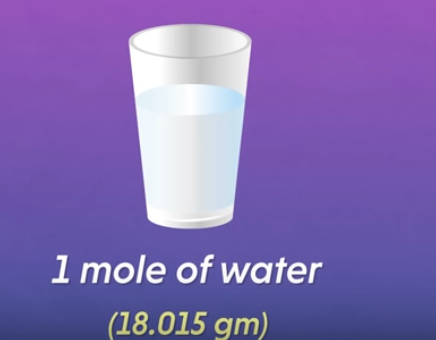 1 mole of water
(18.015 gm)